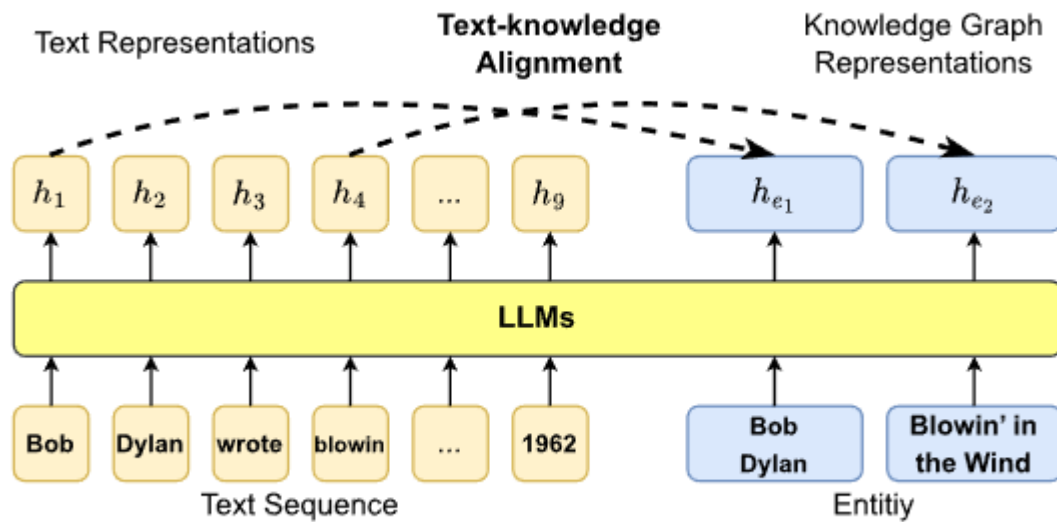 Text Representations
Text-knowledge
Alignment
Knowledge Graph
Representations
h₁ h₂ h₃ h₄ ... h₉ hₑ₁ hₑ₂
LLMs
Bob Dylan wrote blowin ... 1962
Bob
Dylan
Blowin’ in
the Wind
Text Sequence
Entitiy